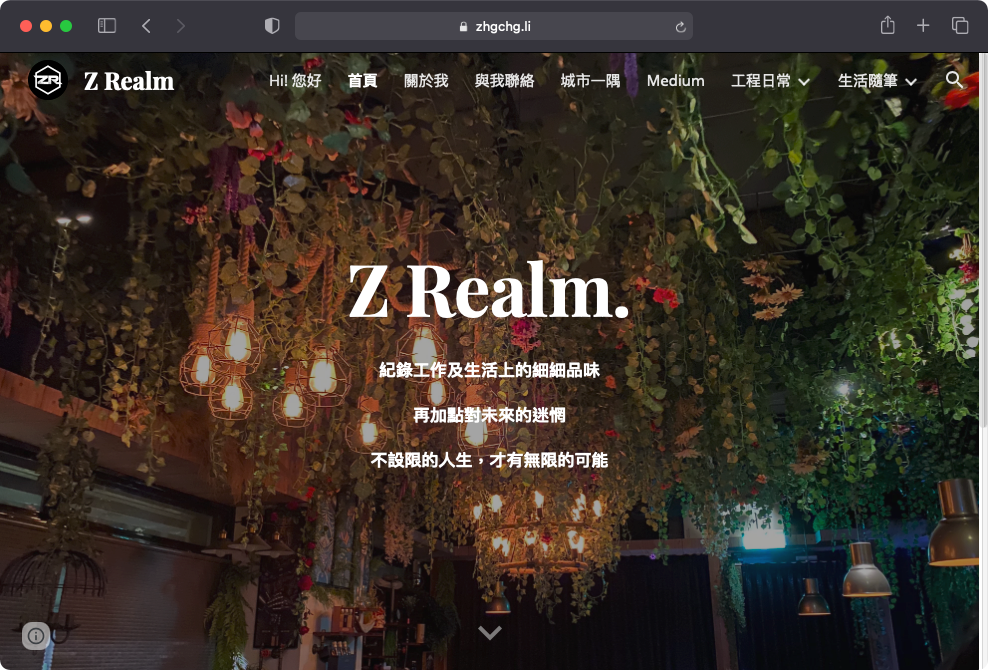 zhgchg.li
ZR
Z Realm
Hi! 您好
首頁
關於我
與我聯絡
城市一隅
Medium
工程日常
生活隨筆
Z Realm.
紀錄工作及生活上的細細品味
再加點對未來的迷惘
不設限的人生，才有無限的可能